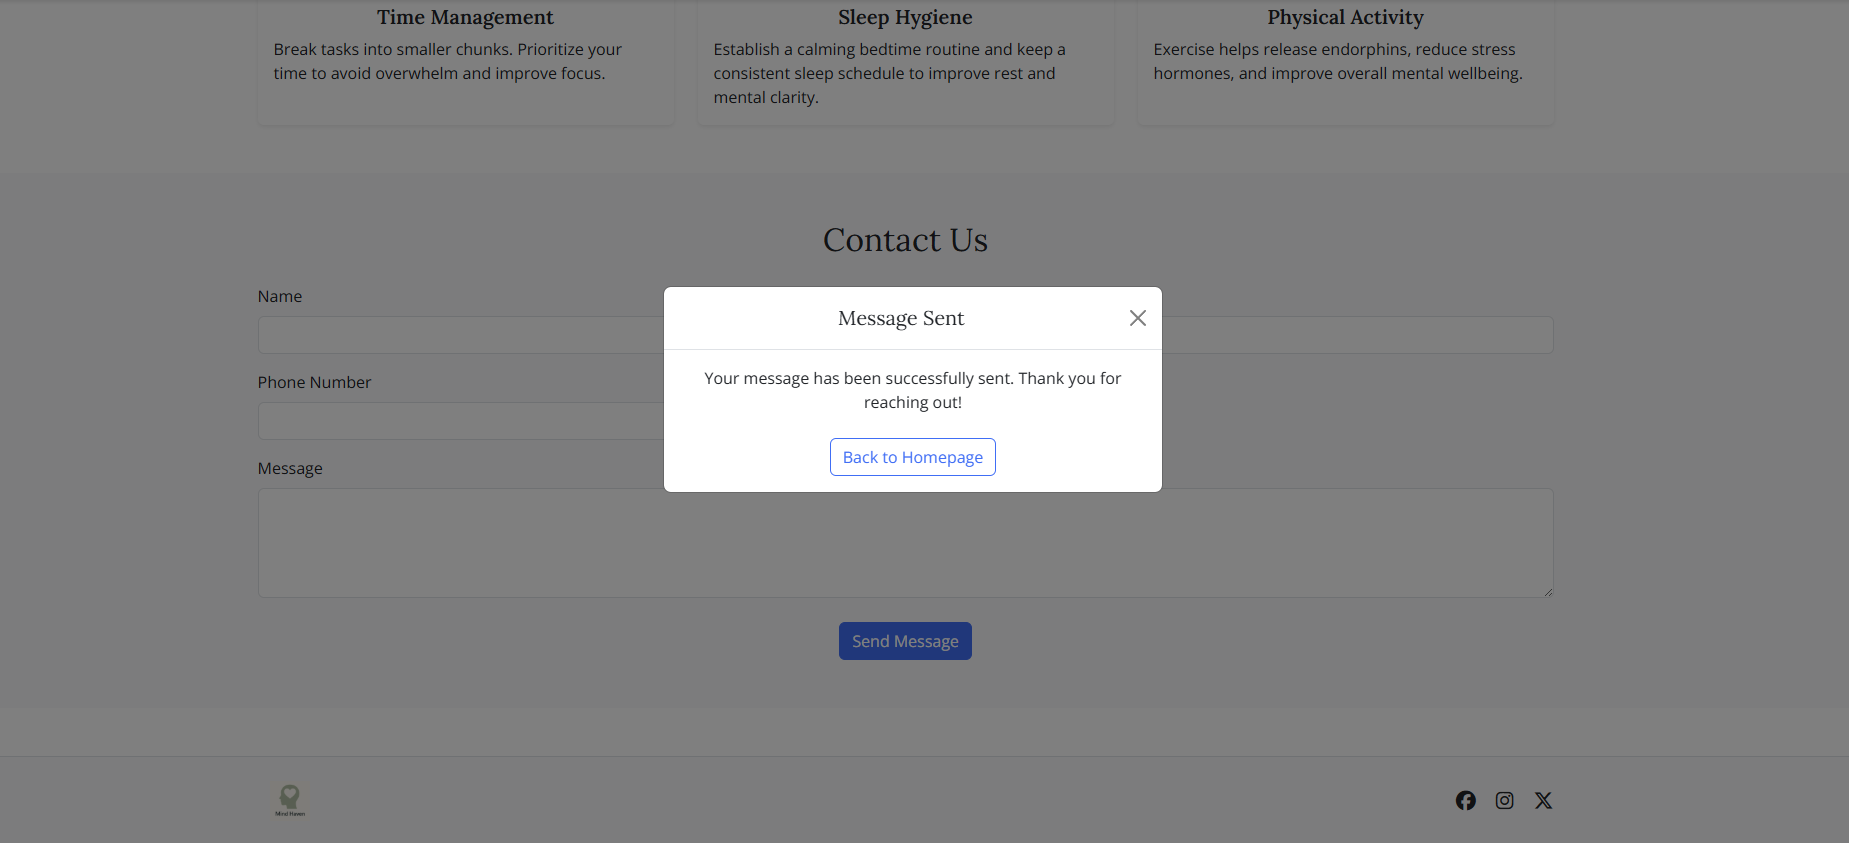 Time Management
Break tasks into smaller chunks. Prioritize your
time to avoid overwhelm and improve focus.
Sleep Hygiene
Establish a calming bedtime routine and keep a
consistent sleep schedule to improve rest and
mental clarity.
Physical Activity
Exercise helps release endorphins, reduce stress
hormones, and improve overall mental wellbeing.
Contact Us
Name
Phone Number
Message
Message Sent
Your message has been successfully sent. Thank you for
reaching out!
Back to Homepage
Send Message
Mind Haven